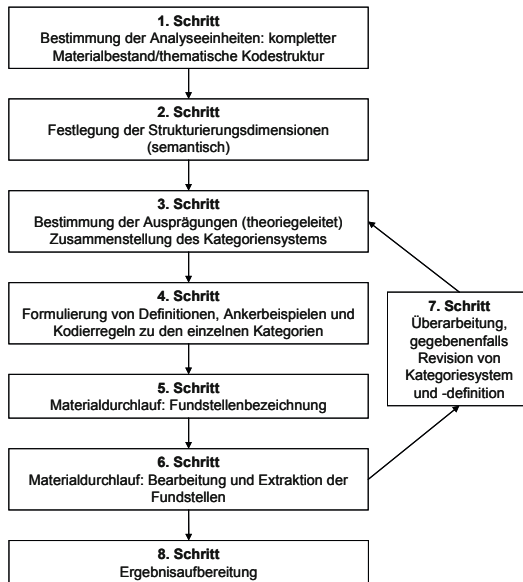 1. Schritt
Bestimmung der Analyseeinheiten: kompletter
Materialbestand/thematische Kodestruktur
2. Schritt
Festlegung der Strukturierungsdimensionen
(semantisch)
3. Schritt
Bestimmung der Ausprägungen (theoriegeleitet)
Zusammenstellung des Kategoriensystems
4. Schritt
Formulierung von Definitionen, Ankerbeispielen und
Kodierregeln zu den einzelnen Kategorien
5. Schritt
Materialdurchlauf: Fundstellenbezeichnung
6. Schritt
Materialdurchlauf: Bearbeitung und Extraktion der
Fundstellen
7. Schritt
Überarbeitung,
gegebenenfalls
Revision von
Kategoriesystem
und -definition
8. Schritt
Ergebnisaufbereitung